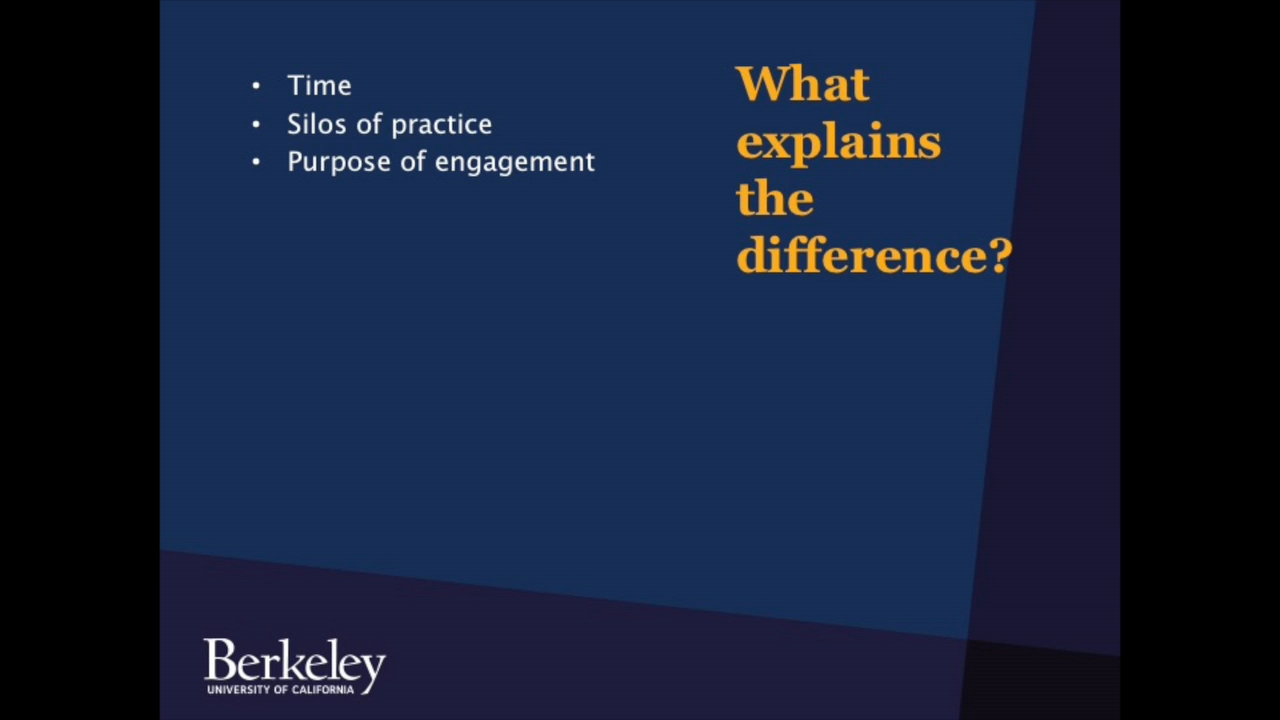 • Time
• Silos of practice
• Purpose of engagement
What
explains
the
difference?
Berkeley
UNIVERSITY OF CALIFORNIA